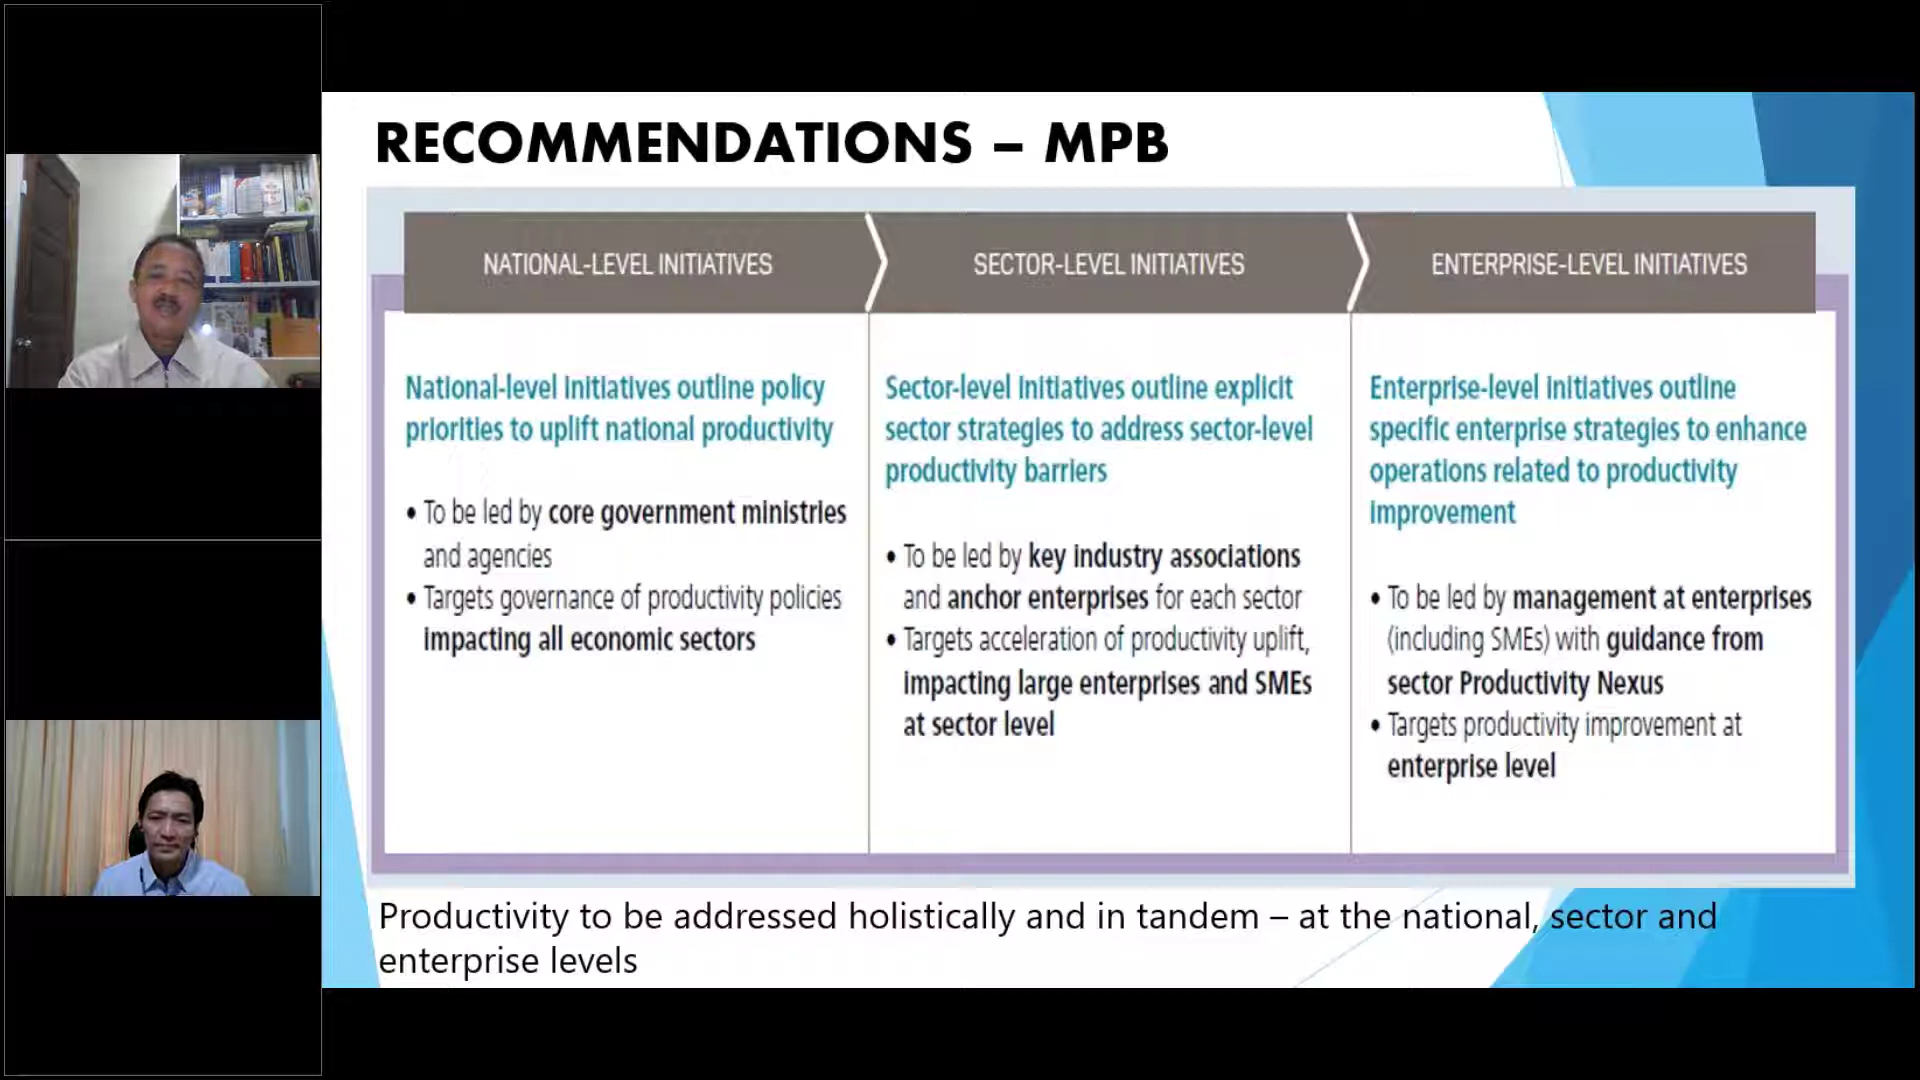 RECOMMENDATIONS – MPB
NATIONAL-LEVEL INITIATIVES
National-level initiatives outline policy
priorities to uplift national productivity
• To be led by core government ministries
and agencies
• Targets governance of productivity policies
impacting all economic sectors
SECTOR-LEVEL INITIATIVES
Sector-level initiatives outline explicit
sector strategies to address sector-level
productivity barriers
• To be led by key industry associations
and anchor enterprises for each sector
• Targets acceleration of productivity uplift,
impacting large enterprises and SMEs
at sector level
ENTERPRISE-LEVEL INITIATIVES
Enterprise-level initiatives outline
specific enterprise strategies to enhance
operations related to productivity
improvement
• To be led by management at enterprises
(including SMEs) with guidance from
sector Productivity Nexus
• Targets productivity improvement at
enterprise level
Productivity to be addressed holistically and in tandem – at the national, sector and
enterprise levels